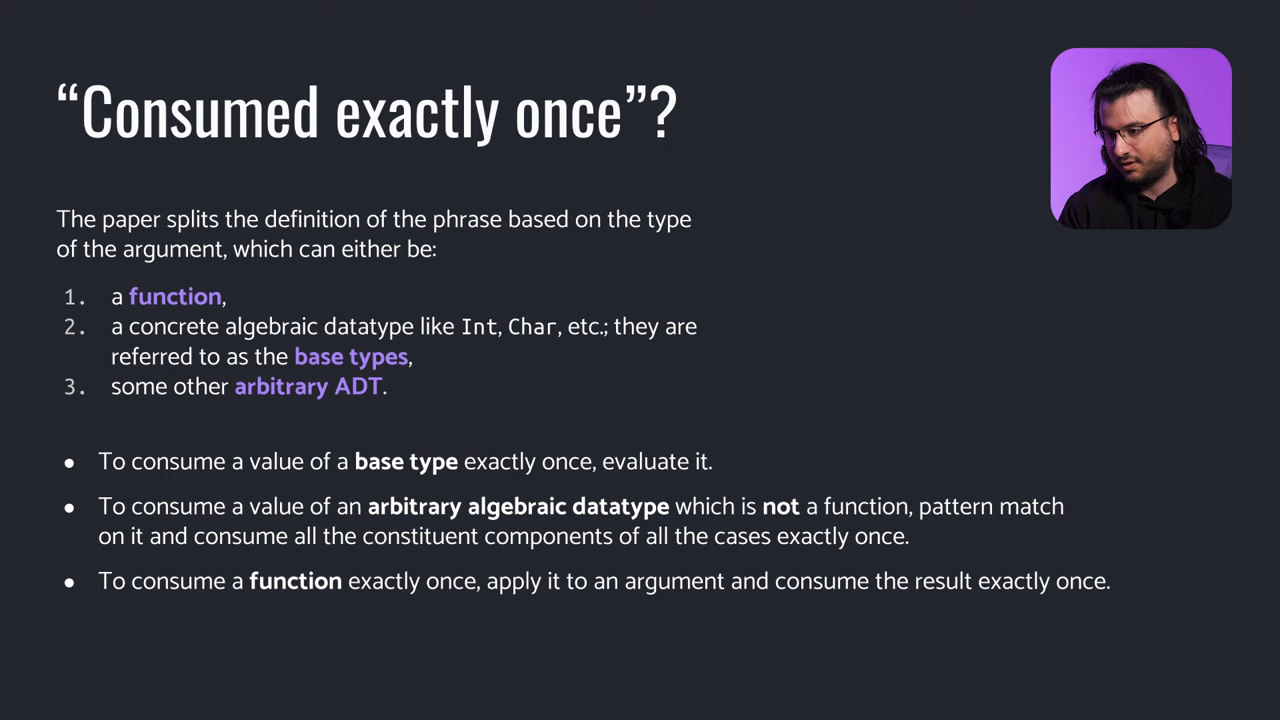 “Consumed exactly once”?
The paper splits the definition of the phrase based on the type
of the argument, which can either be:
1. a function,
2. a concrete algebraic datatype like Int, Char, etc.; they are
referred to as the base types,
3. some other arbitrary ADT.
● To consume a value of a base type exactly once, evaluate it.
● To consume a value of an arbitrary algebraic datatype which is not a function, pattern match
on it and consume all the constituent components of all the cases exactly once.
● To consume a function exactly once, apply it to an argument and consume the result exactly once.